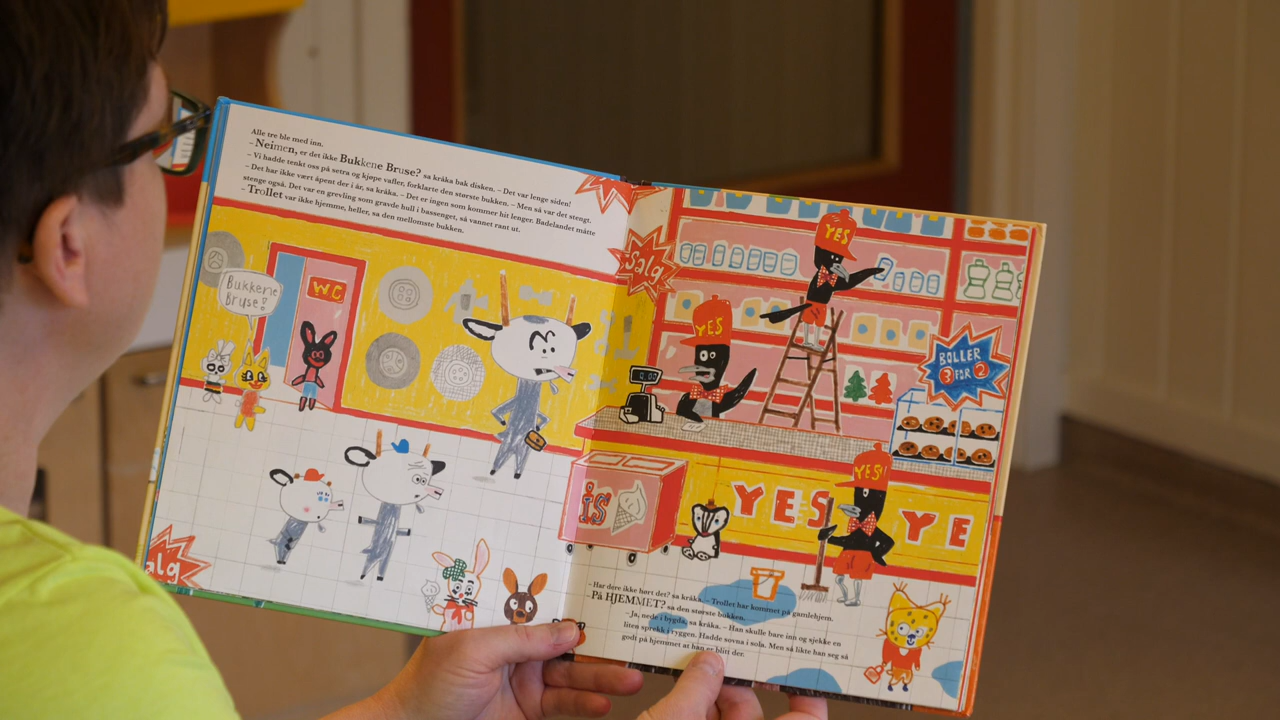 Alle tre ble med inn.
– Neimen, er det ikke Bukkene Bruse? sa kråka bak disken. – Det var lenge siden!
– Vi hadde tenkt oss på setra og kjøpe vafler, forklarte den største bukken. – Men så var det stengt.
– Det har ikke vært åpent der i år, sa kråka. – Det er ingen som kommer hit lenger. Badelandet måtte
stenge også. Det var en grevling som gravde hull i bassenget, så vannet rant ut.
– Trollet var ikke hjemme, heller, sa den mellomste bukken.
Bukkene
Bruse?
WC
alg
Salg
YES
YES
BOLLER
3 FOR 2
is
YES!
YES
YE
– Har dere ikke hørt det? sa kråka. – Trollet har kommet på gamlehjem.
– På HJEMMET? sa den største bukken.
– Ja, nede i bygda, sa kråka. – Han skulle bare inn og sjekke en
liten sprekk i ryggen. Hadde sovna i sola. Men så likte han seg så
godt på hjemmet at han er blitt der.